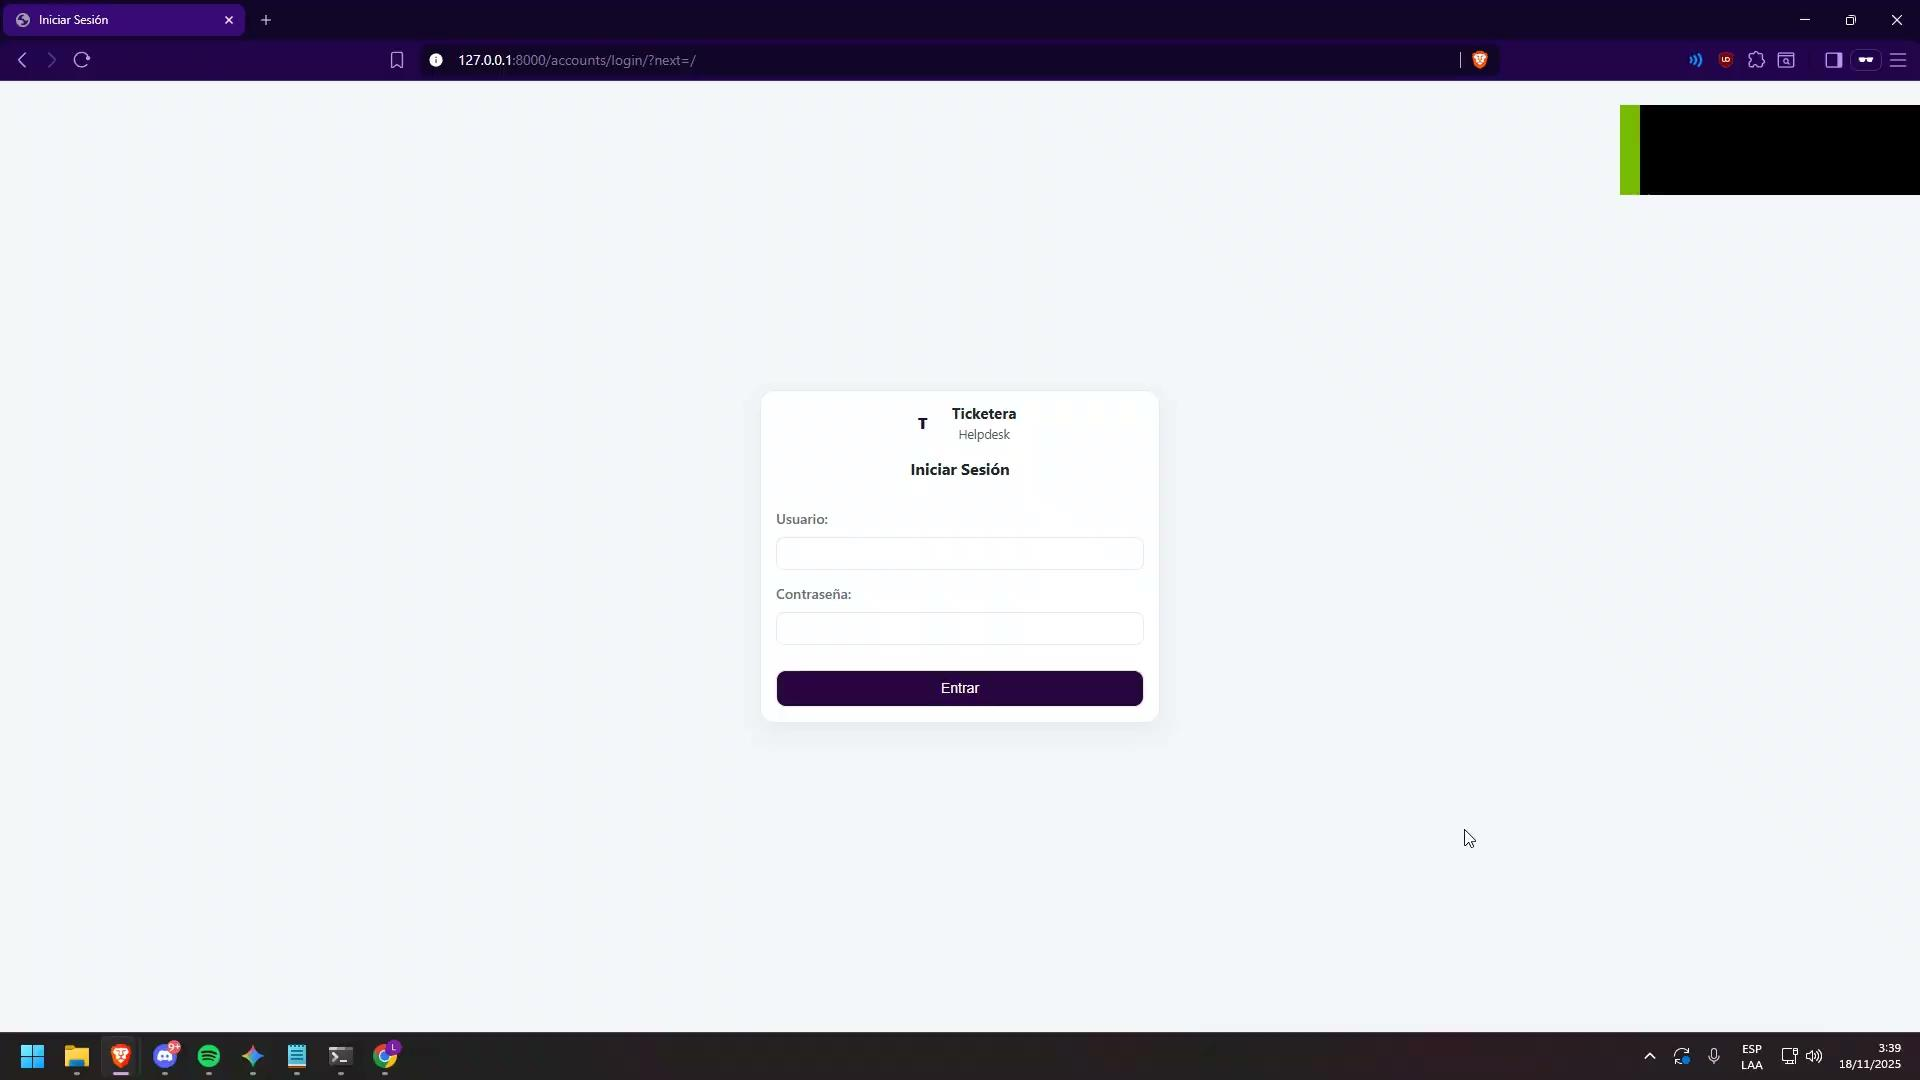 Iniciar Sesión
127.0.0.1:8000/accounts/login/?next=/
T
Ticketera
Helpdesk
Iniciar Sesión
Usuario:
Contraseña:
Entrar
9+
L
ESP
LAA
3:39
18/11/2025